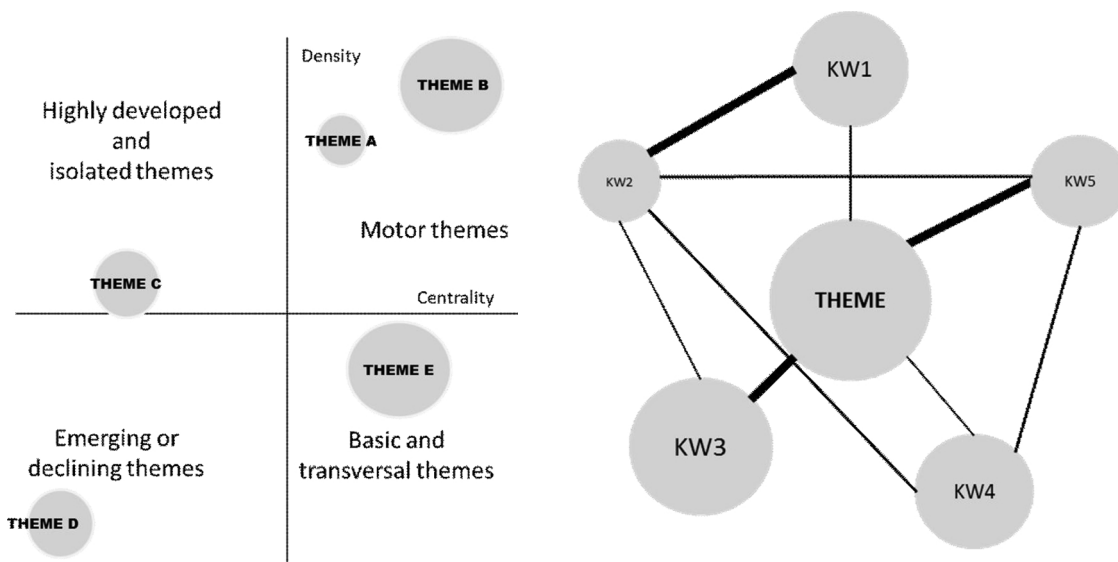 Density
THEME B
THEME A
Highly developed
and
isolated themes
Motor themes
THEME C
Centrality
THEME E
Emerging or
declining themes
Basic and
transversal themes
THEME D
KW1
KW2
KW5
THEME
KW3
KW4